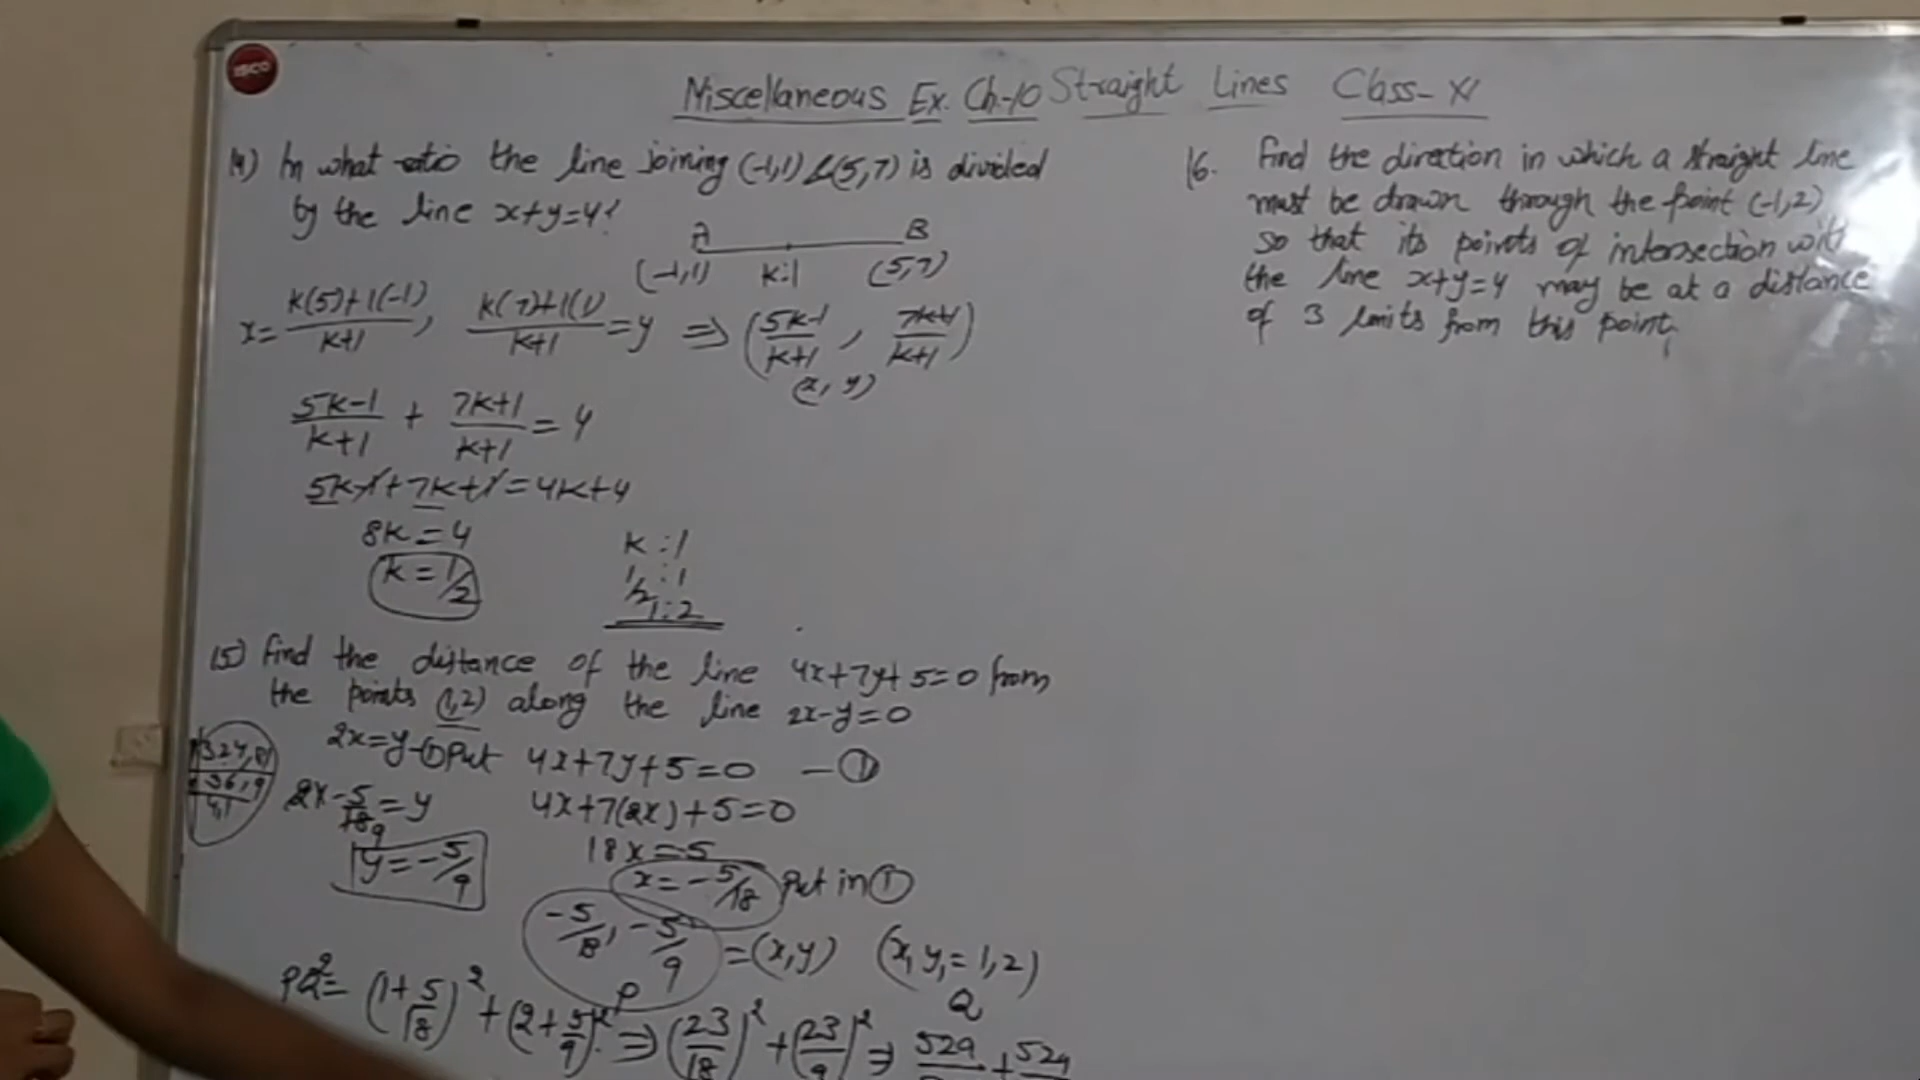 ISCO
Miscellaneous Ex. Ch-10 Straight Lines Class-XI
14) In what ratio the line joining (-1,1) & (5,7) is divided
by the line x+y=4?
A B
(-1,1) k:1 (5,7)
x= k(5)+1(-1)/k+1 , k(7)+1(1)/k+1 =y ⇒ (5k-1/k+1 , 7k+1/k+1)
(x, y)
5k-1/k+1 + 7k+1/k+1 = 4
5k-1+7k+1=4k+4
8k=4
k=1/2
k:1
1/2:1
1:2
15) Find the distance of the line 4x+7y+5=0 from
the points (1,2) along the line 2x-y=0
2x=y-① Put 4x+7y+5=0 -①
4x+7(2x)+5=0
18x=-5
x=-5/18 Put in ①
2x-5/18 9=y
y=-5/9
-5/18, -5/9 =(x,y) (x, y,=1,2)
P Q
PQ²= (1+5/18)²+(2+5/9)² ⇒ (23/18)²+(23/9)² ⇒ 529 + 529
16. Find the direction in which a straight line
must be drawn through the point (-1,2)
so that its points of intersection with
the line x+y=4 may be at a distance
of 3 units from this point.